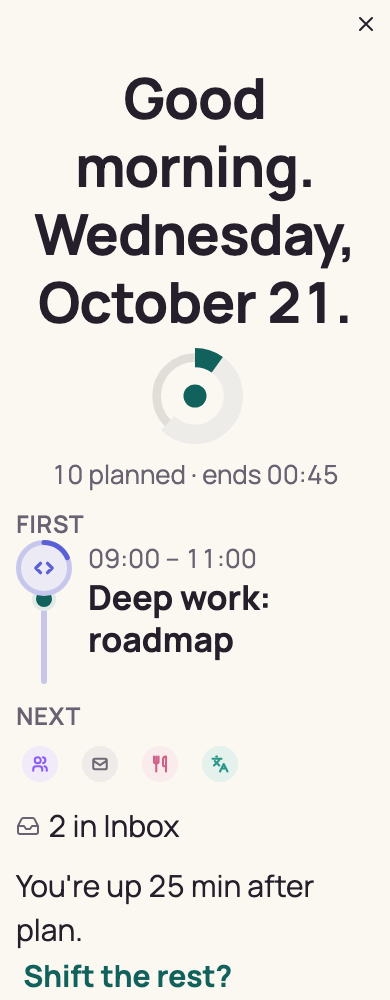 Good
morning.
Wednesday,
October 21.
10 planned · ends 00:45
FIRST
09:00 – 11:00
Deep work:
roadmap
NEXT
2 in Inbox
You're up 25 min after
plan.
Shift the rest?